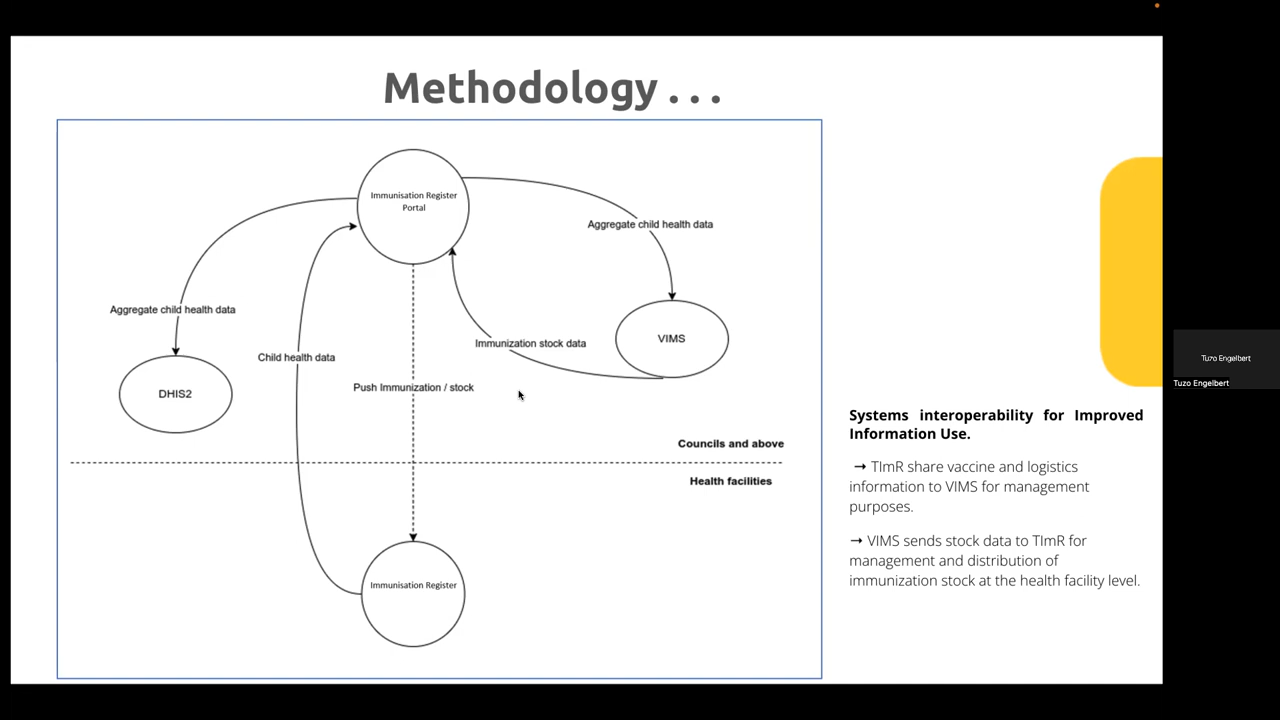 Methodology . . .
Immunisation Register
Portal
Aggregate child health data
Aggregate child health data
Immunization stock data
VIMS
Child health data
Push Immunization / stock
DHIS2
Councils and above
Health facilities
Immunisation Register
Systems interoperability for Improved
Information Use.
→ TImR share vaccine and logistics
information to VIMS for management
purposes.
→ VIMS sends stock data to TImR for
management and distribution of
immunization stock at the health facility level.
Tuzo Engelbert
Tuzo Engelbert